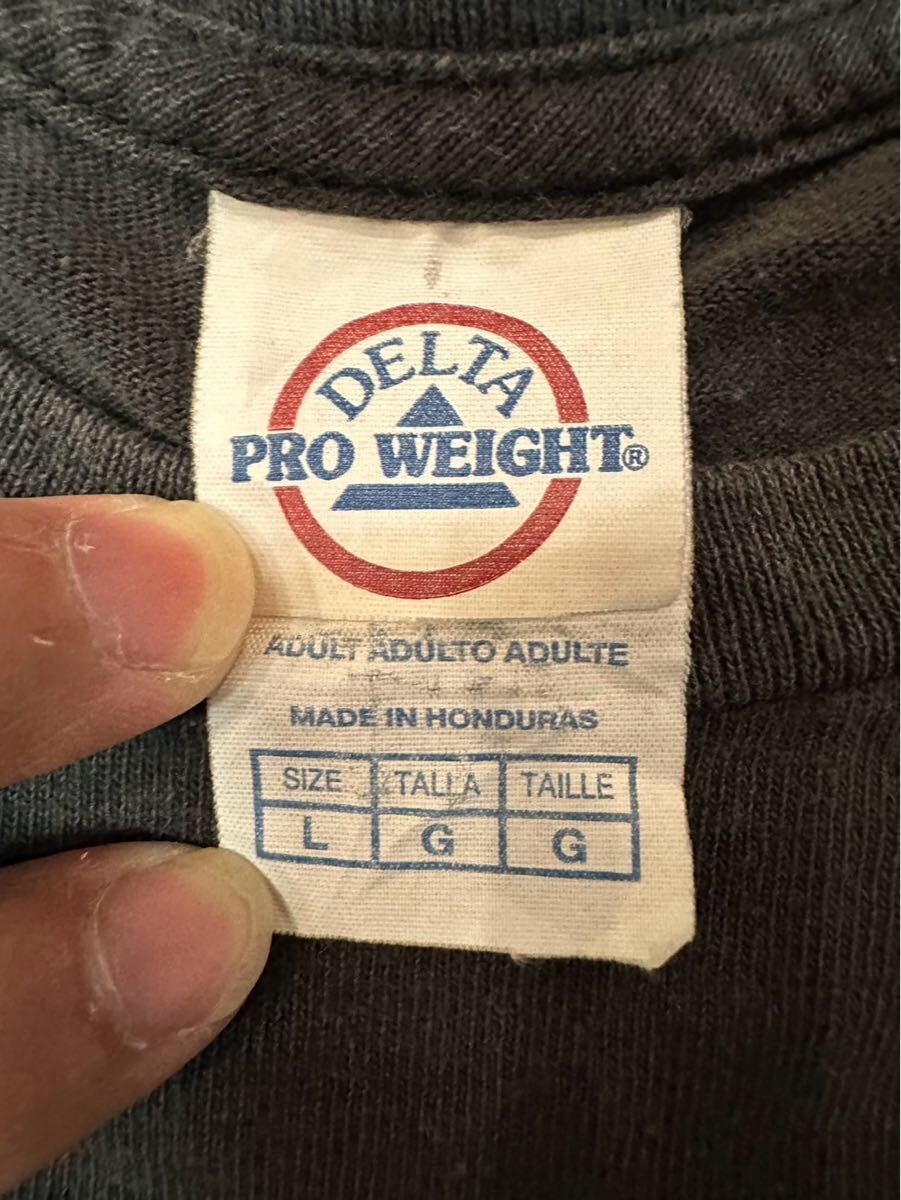 DELTA
PRO WEIGHT®
ADULT ADULTO ADULTE
MADE IN HONDURAS
SIZE TALLA TAILLE
L G G